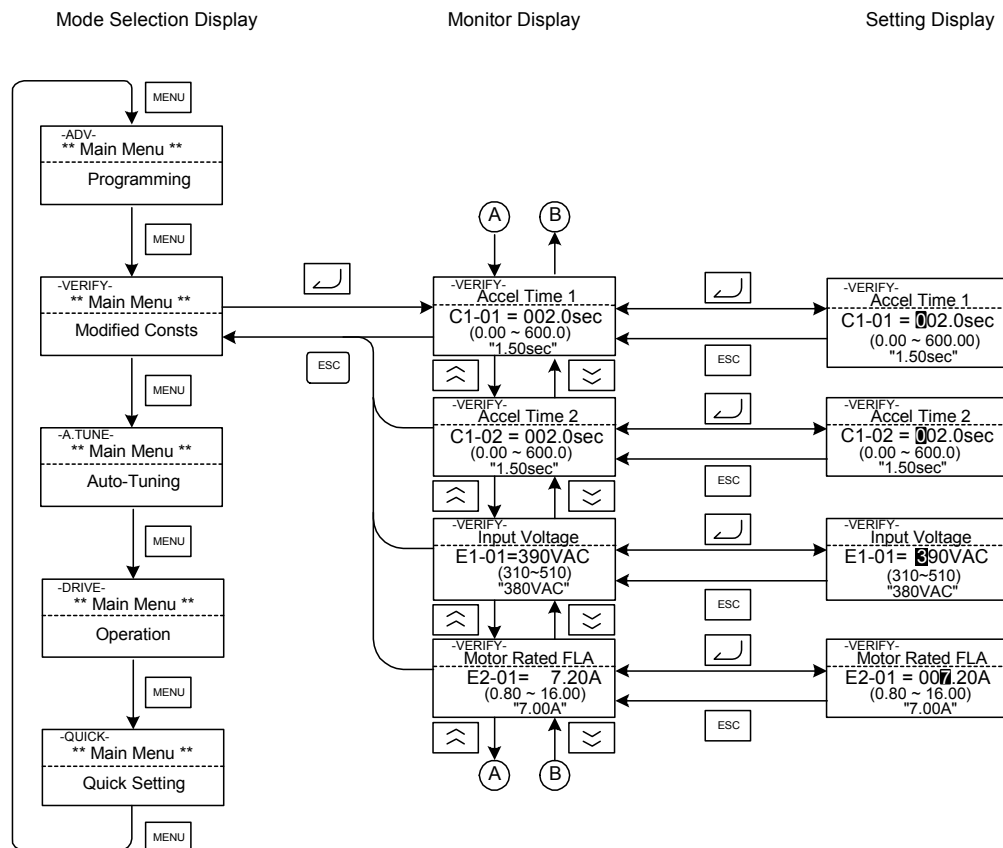 Mode Selection Display
Monitor Display
Setting Display
MENU
-ADV-
** Main Menu **
Programming
MENU
-VERIFY-
** Main Menu **
Modified Consts
MENU
-A.TUNE-
** Main Menu **
Auto-Tuning
MENU
-DRIVE-
** Main Menu **
Operation
MENU
-QUICK-
** Main Menu **
Quick Setting
MENU
ESC
A
B
-VERIFY-
Accel Time 1
C1-01 = 002.0sec
(0.00 ~ 600.0)
"1.50sec"
-VERIFY-
Accel Time 2
C1-02 = 002.0sec
(0.00 ~ 600.0)
"1.50sec"
-VERIFY-
Input Voltage
E1-01=390VAC
(310~510)
"380VAC"
-VERIFY-
Motor Rated FLA
E2-01= 7.20A
(0.80 ~ 16.00)
"7.00A"
A
B
ESC
ESC
ESC
ESC
-VERIFY-
Accel Time 1
C1-01 = 002.0sec
(0.00 ~ 600.00)
"1.50sec"
-VERIFY-
Accel Time 2
C1-02 = 002.0sec
(0.00 ~ 600.0)
"1.50sec"
-VERIFY-
Input Voltage
E1-01= 390VAC
(310~510)
"380VAC"
-VERIFY-
Motor Rated FLA
E2-01 = 007.20A
(0.80 ~ 16.00)
"7.00A"